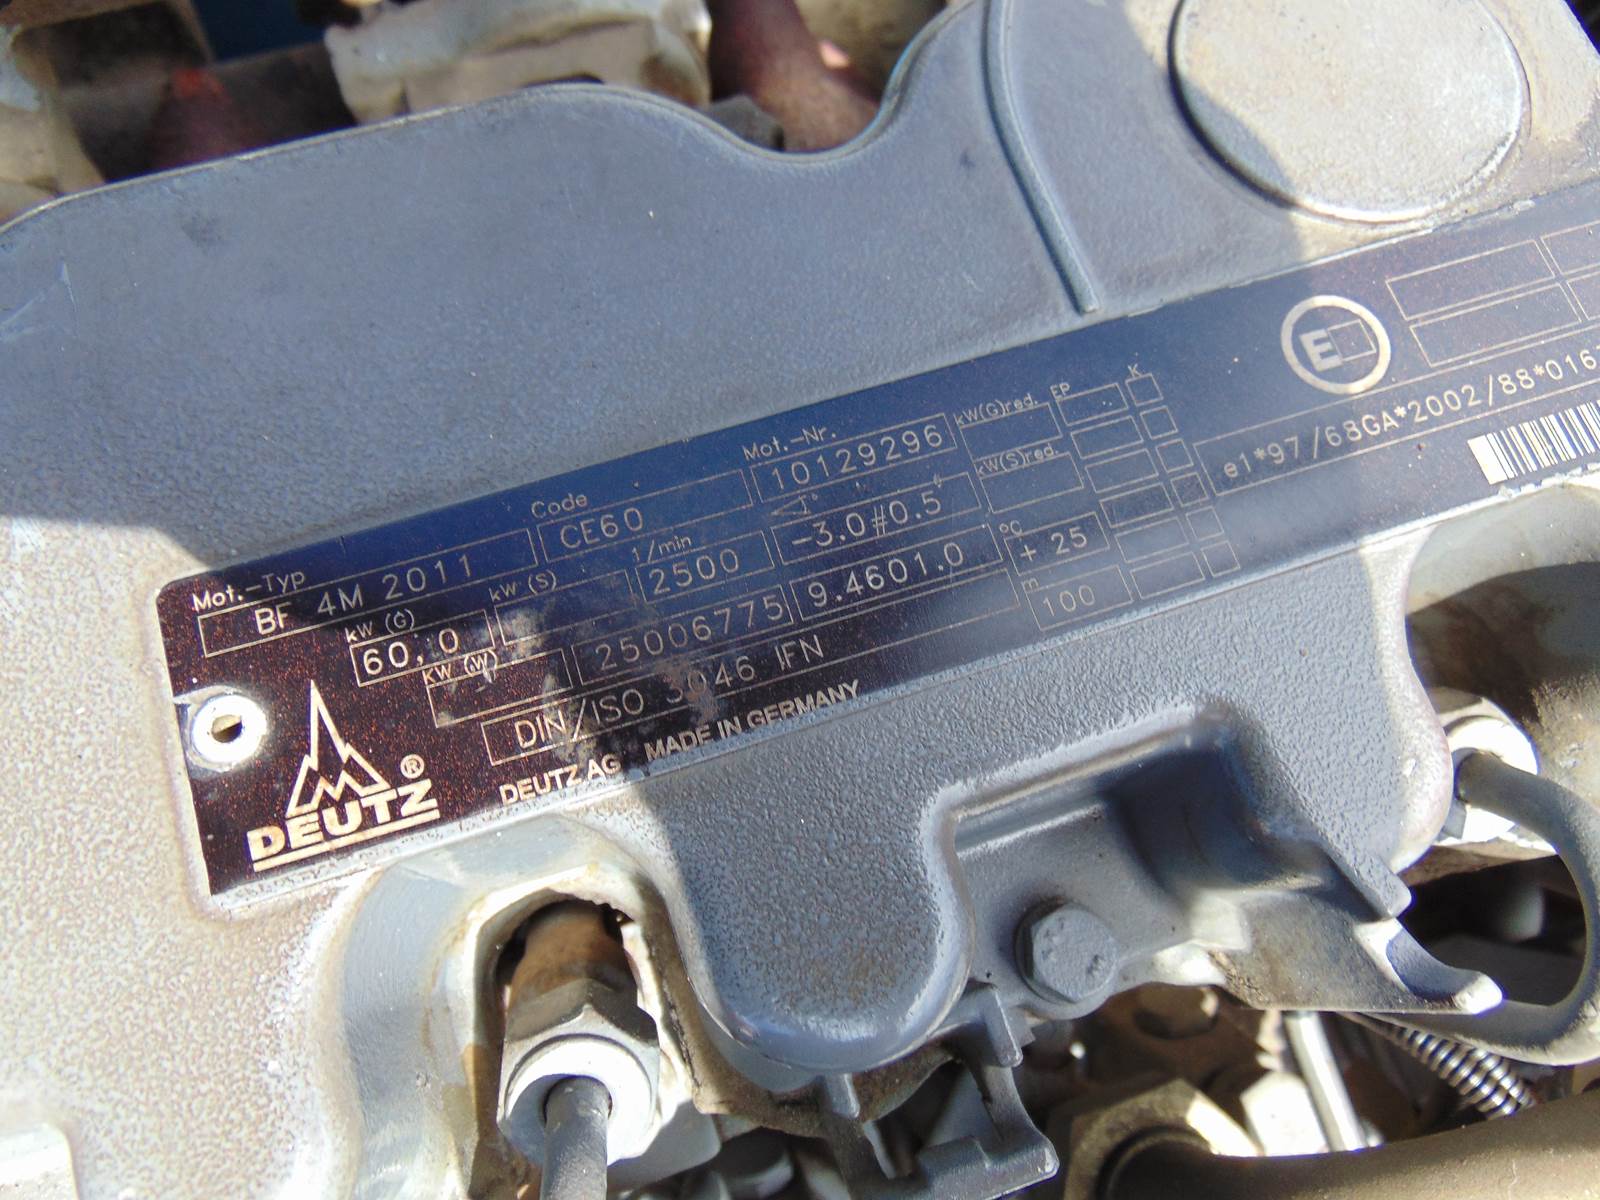 Mot.-Typ Code Mot.-Nr. kW(G)red. EP K
BF 4M 2011 CE60 10129296
kW (G) kW (S) 1/min kW(S)red.
60,0 2500 -3.0#0.5
kW (W) °C
25006775 9.4601.0 + 25
m
DIN/ISO 3046 IFN 100
DEUTZ AG MADE IN GERMANY
DEUTZ ®
E
e1*97/68GA*2002/88*016